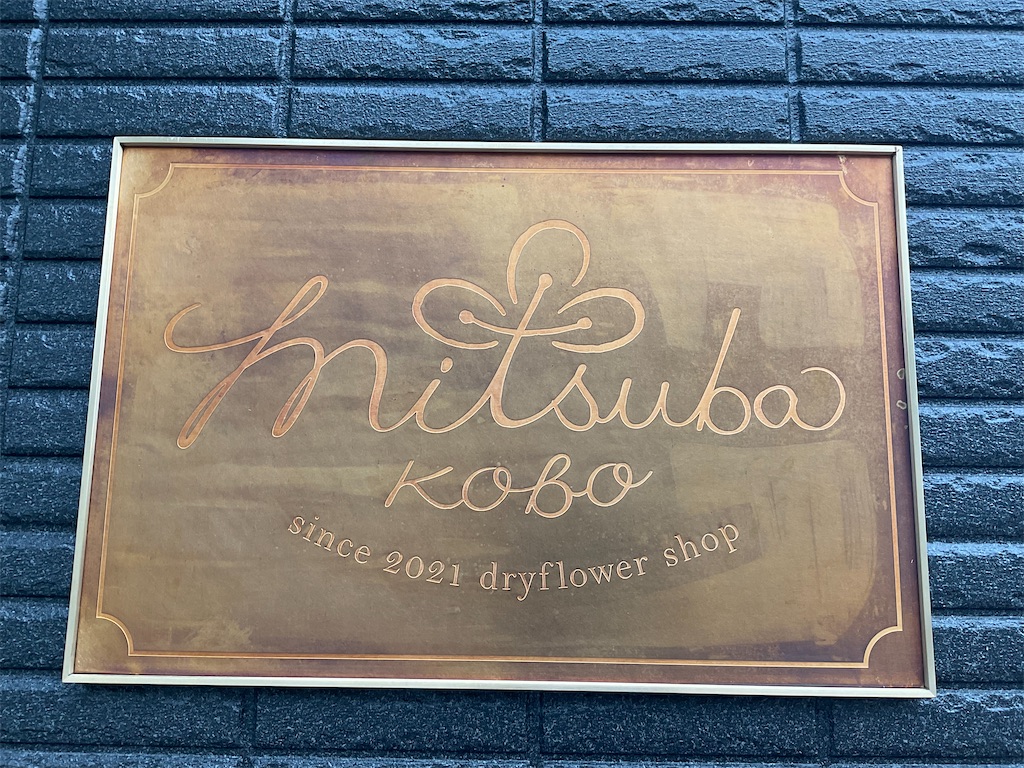 mitsuba
KOBO
since 2021 dryflower shop